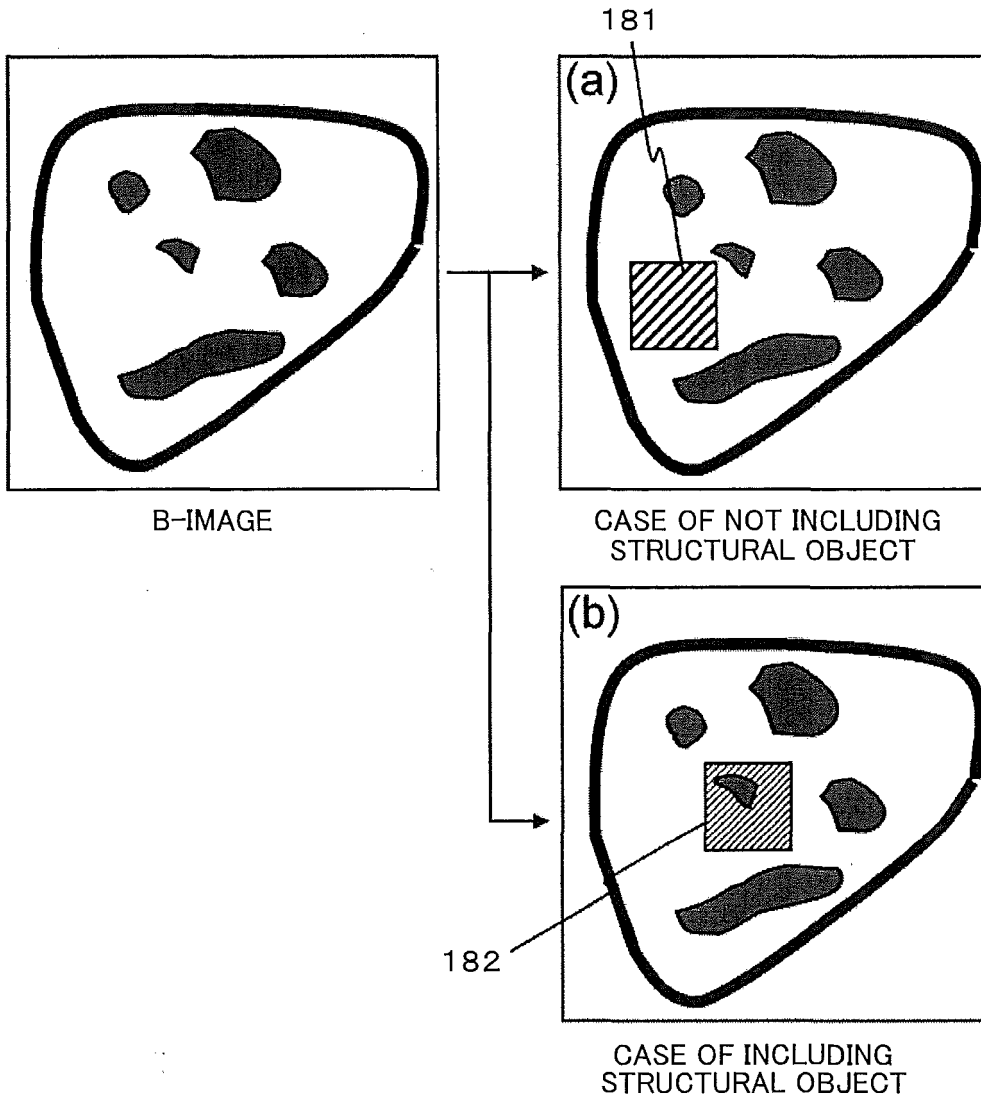 181
(a)
B-IMAGE
CASE OF NOT INCLUDING
STRUCTURAL OBJECT
(b)
182
CASE OF INCLUDING
STRUCTURAL OBJECT